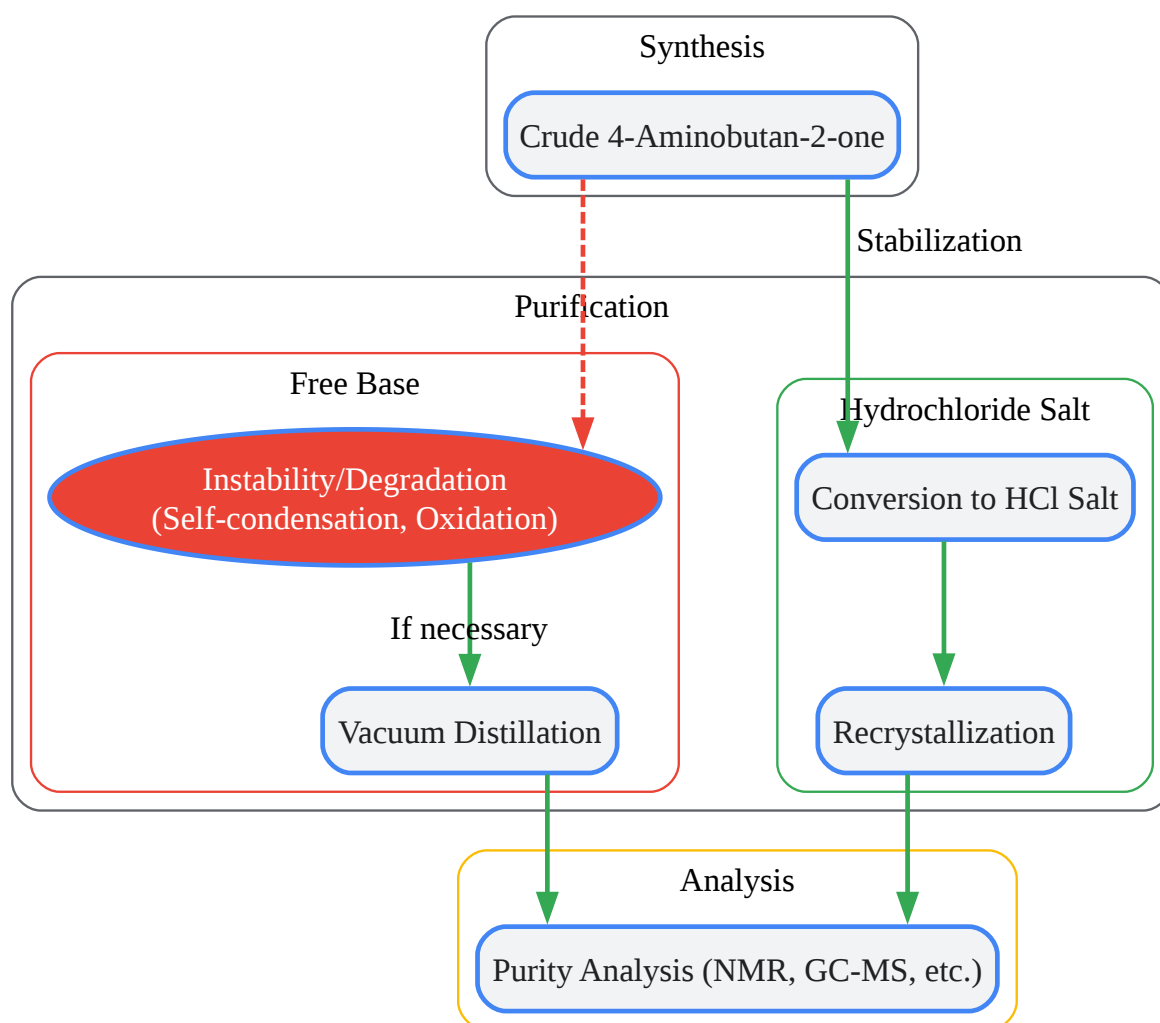 Synthesis
Crude 4-Aminobutan-2-one
Stabilization
Purification
Free Base
Instability/Degradation
(Self-condensation, Oxidation)
If necessary
Vacuum Distillation
Hydrochloride Salt
Conversion to HCl Salt
Recrystallization
Analysis
Purity Analysis (NMR, GC-MS, etc.)